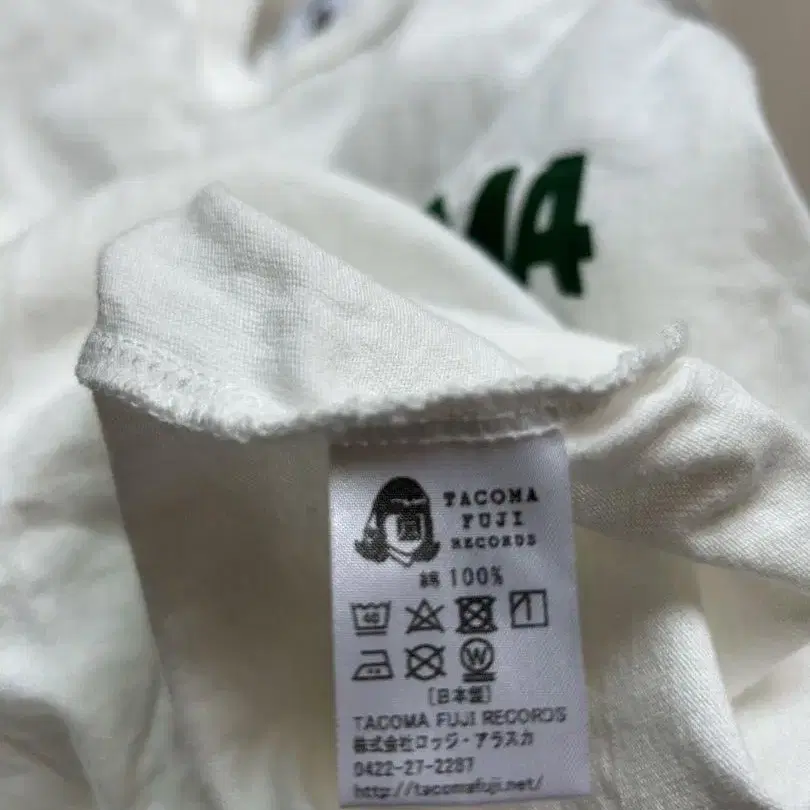 MA
TACOMA
FUJI
RECORDS
綿 100%
40
W
[日本製]
TACOMA FUJI RECORDS
株式会社ロッジ・アラスカ
0422-27-2287
http://tacomafuji.net/